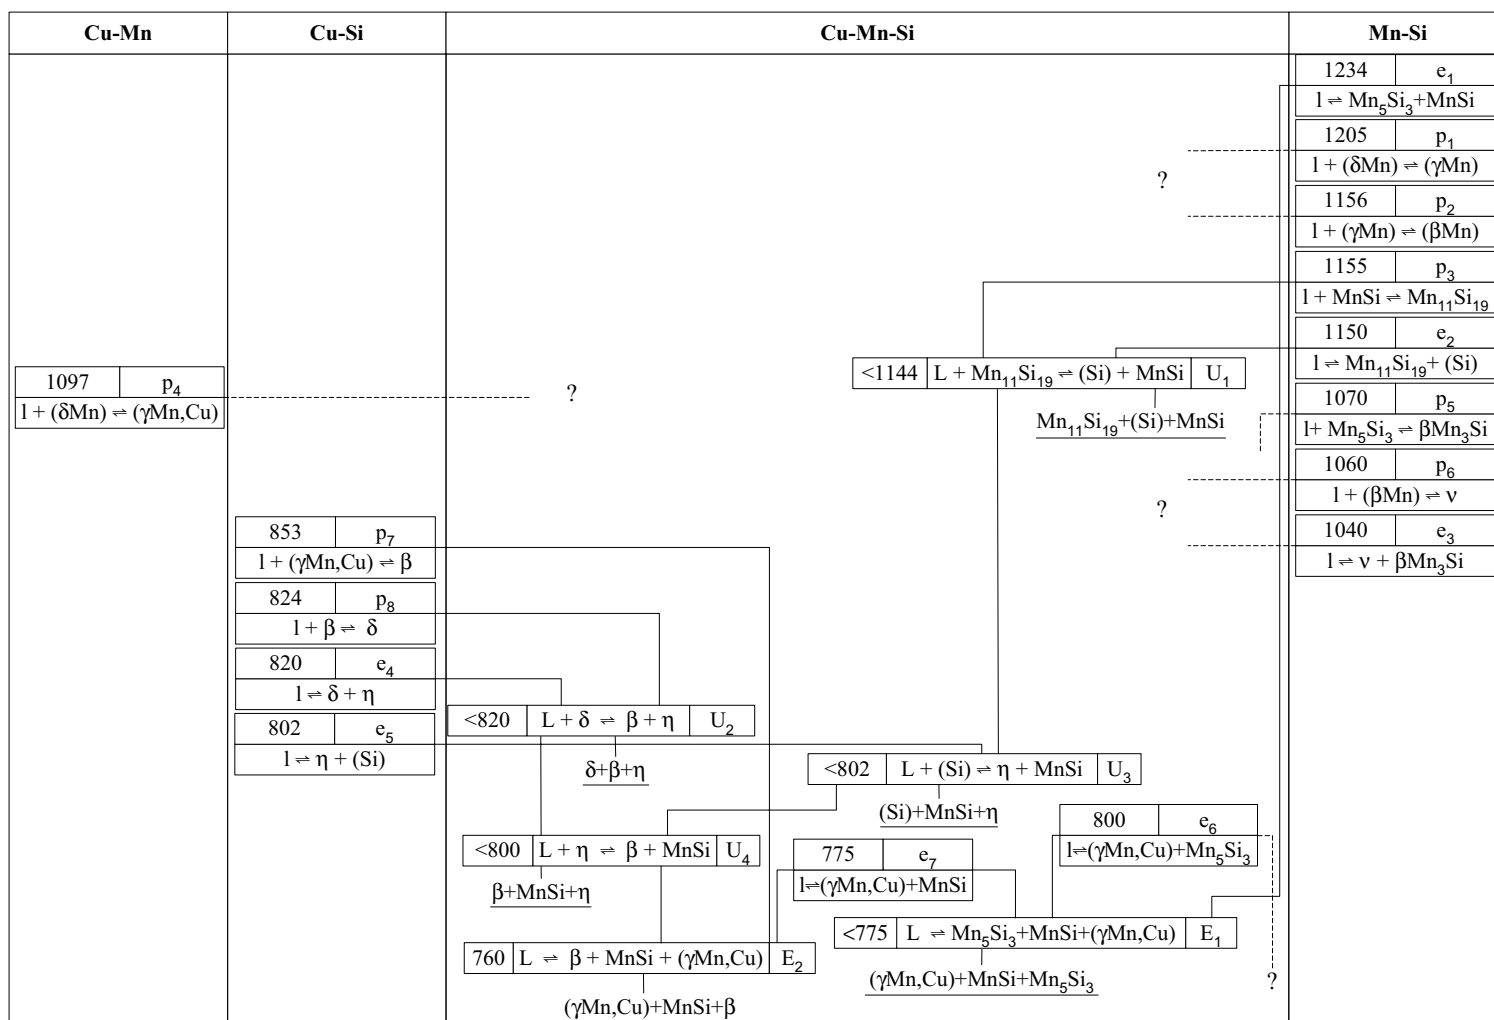 Cu-Mn Cu-Si Cu-Mn-Si Mn-Si
1234 e₁
l ⇌ Mn₅Si₃+MnSi
1205 p₁
l + (δMn) ⇌ (γMn)
?
1156 p₂
l + (γMn) ⇌ (βMn)
1155 p₃
l + MnSi ⇌ Mn₁₁Si₁₉
1150 e₂
l ⇌ Mn₁₁Si₁₉ + (Si)
1097 p₄
l + (δMn) ⇌ (γMn,Cu)
?
<1144 L + Mn₁₁Si₁₉ ⇌ (Si) + MnSi U₁
Mn₁₁Si₁₉+(Si)+MnSi
1070 p₅
l+ Mn₅Si₃ ⇌ βMn₃Si
1060 p₆
l + (βMn) ⇌ ν
?
1040 e₃
l ⇌ ν + βMn₃Si
853 p₇
l + (γMn,Cu) ⇌ β
824 p₈
l + β ⇌ δ
820 e₄
l ⇌ δ + η
802 e₅
l ⇌ η + (Si)
<820 L + δ ⇌ β + η U₂
δ+β+η
<802 L + (Si) ⇌ η + MnSi U₃
(Si)+MnSi+η
800 e₆
l⇌(γMn,Cu)+Mn₅Si₃
<800 L + η ⇌ β + MnSi U₄
β+MnSi+η
775 e₇
l⇌(γMn,Cu)+MnSi
<775 L ⇌ Mn₅Si₃+MnSi+(γMn,Cu) E₁
(γMn,Cu)+MnSi+Mn₅Si₃
?
760 L ⇌ β + MnSi + (γMn,Cu) E₂
(γMn,Cu)+MnSi+β